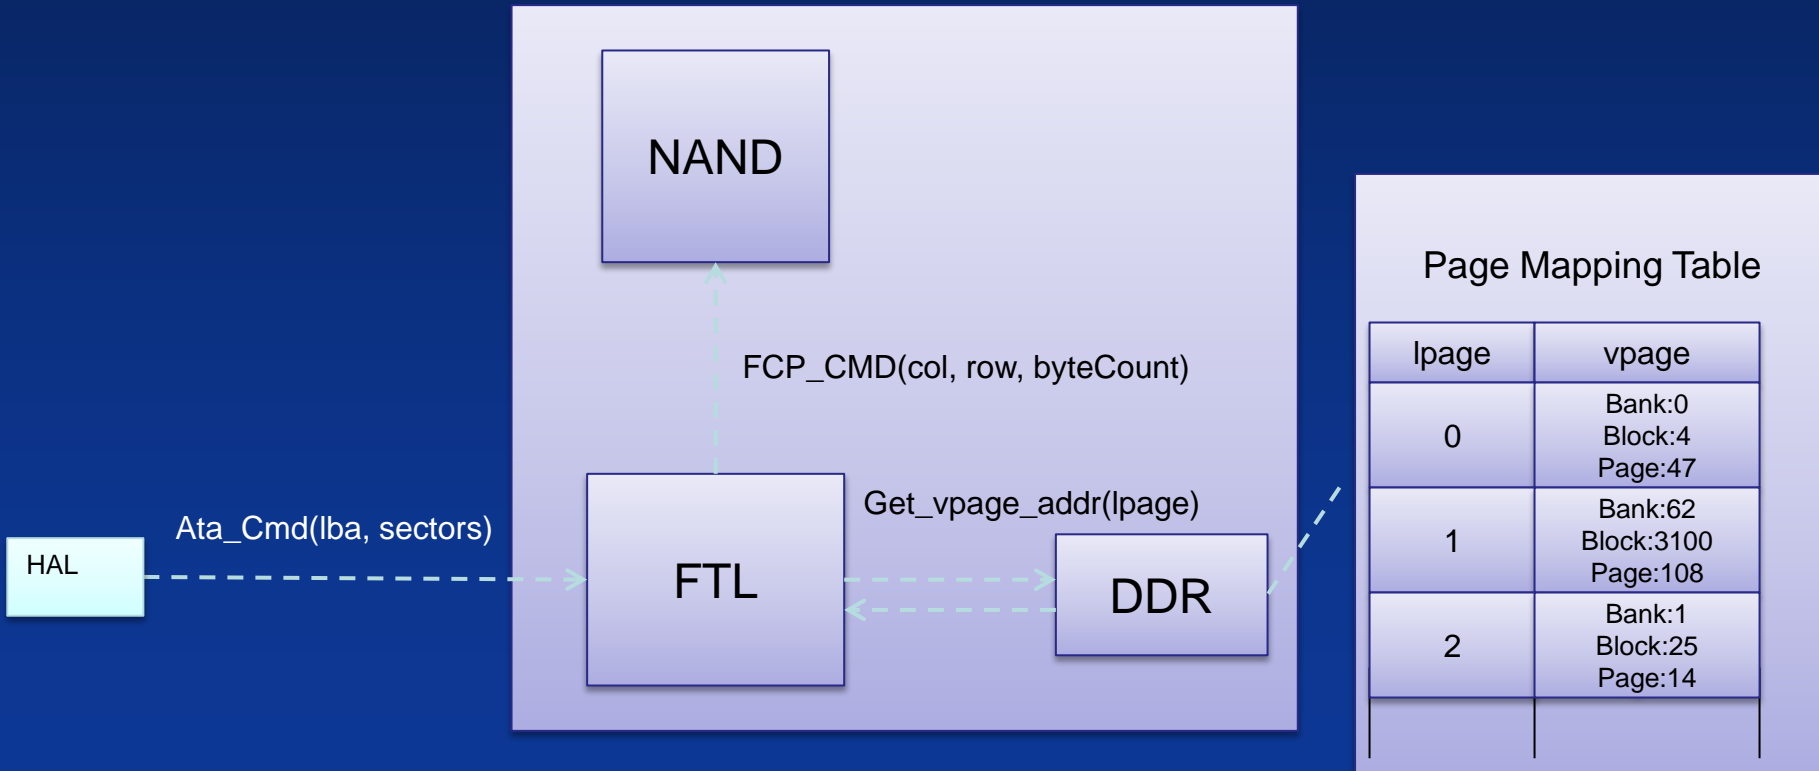 NAND
FCP_CMD(col, row, byteCount)
Ata_Cmd(lba, sectors)
HAL
FTL
Get_vpage_addr(lpage)
DDR
Page Mapping Table
lpage vpage
0
Bank:0
Block:4
Page:47
1
Bank:62
Block:3100
Page:108
2
Bank:1
Block:25
Page:14